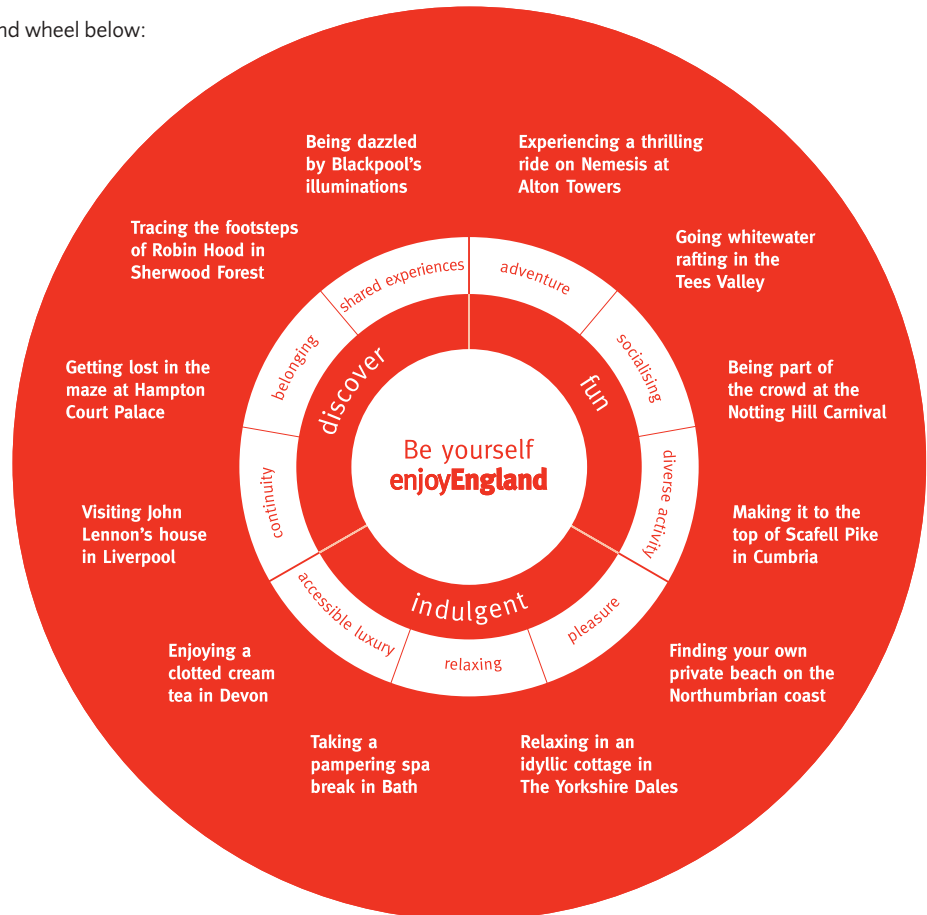 nd wheel below:
Being dazzled
by Blackpool's
illuminations
Experiencing a thrilling
ride on Nemesis at
Alton Towers
Tracing the footsteps
of Robin Hood in
Sherwood Forest
Going whitewater
rafting in the
Tees Valley
Getting lost in the
maze at Hampton
Court Palace
Being part of
the crowd at the
Notting Hill Carnival
Visiting John
Lennon's house
in Liverpool
Making it to the
top of Scafell Pike
in Cumbria
Enjoying a
clotted cream
tea in Devon
Finding your own
private beach on the
Northumbrian coast
Taking a
pampering spa
break in Bath
Relaxing in an
idyllic cottage in
The Yorkshire Dales
shared experiences
adventure
socialising
diverse activity
pleasure
relaxing
accessible luxury
continuity
belonging
discover
fun
indulgent
Be yourself
enjoyEngland